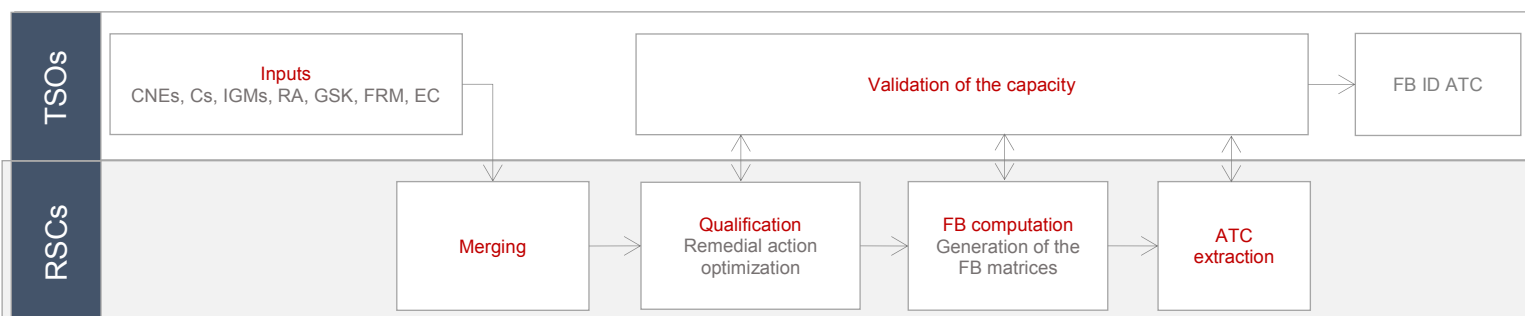 TSOs
Inputs
CNEs, Cs, IGMs, RA, GSK, FRM, EC
Validation of the capacity
FB ID ATC
RSCs
Merging
Qualification
Remedial action
optimization
FB computation
Generation of the
FB matrices
ATC
extraction